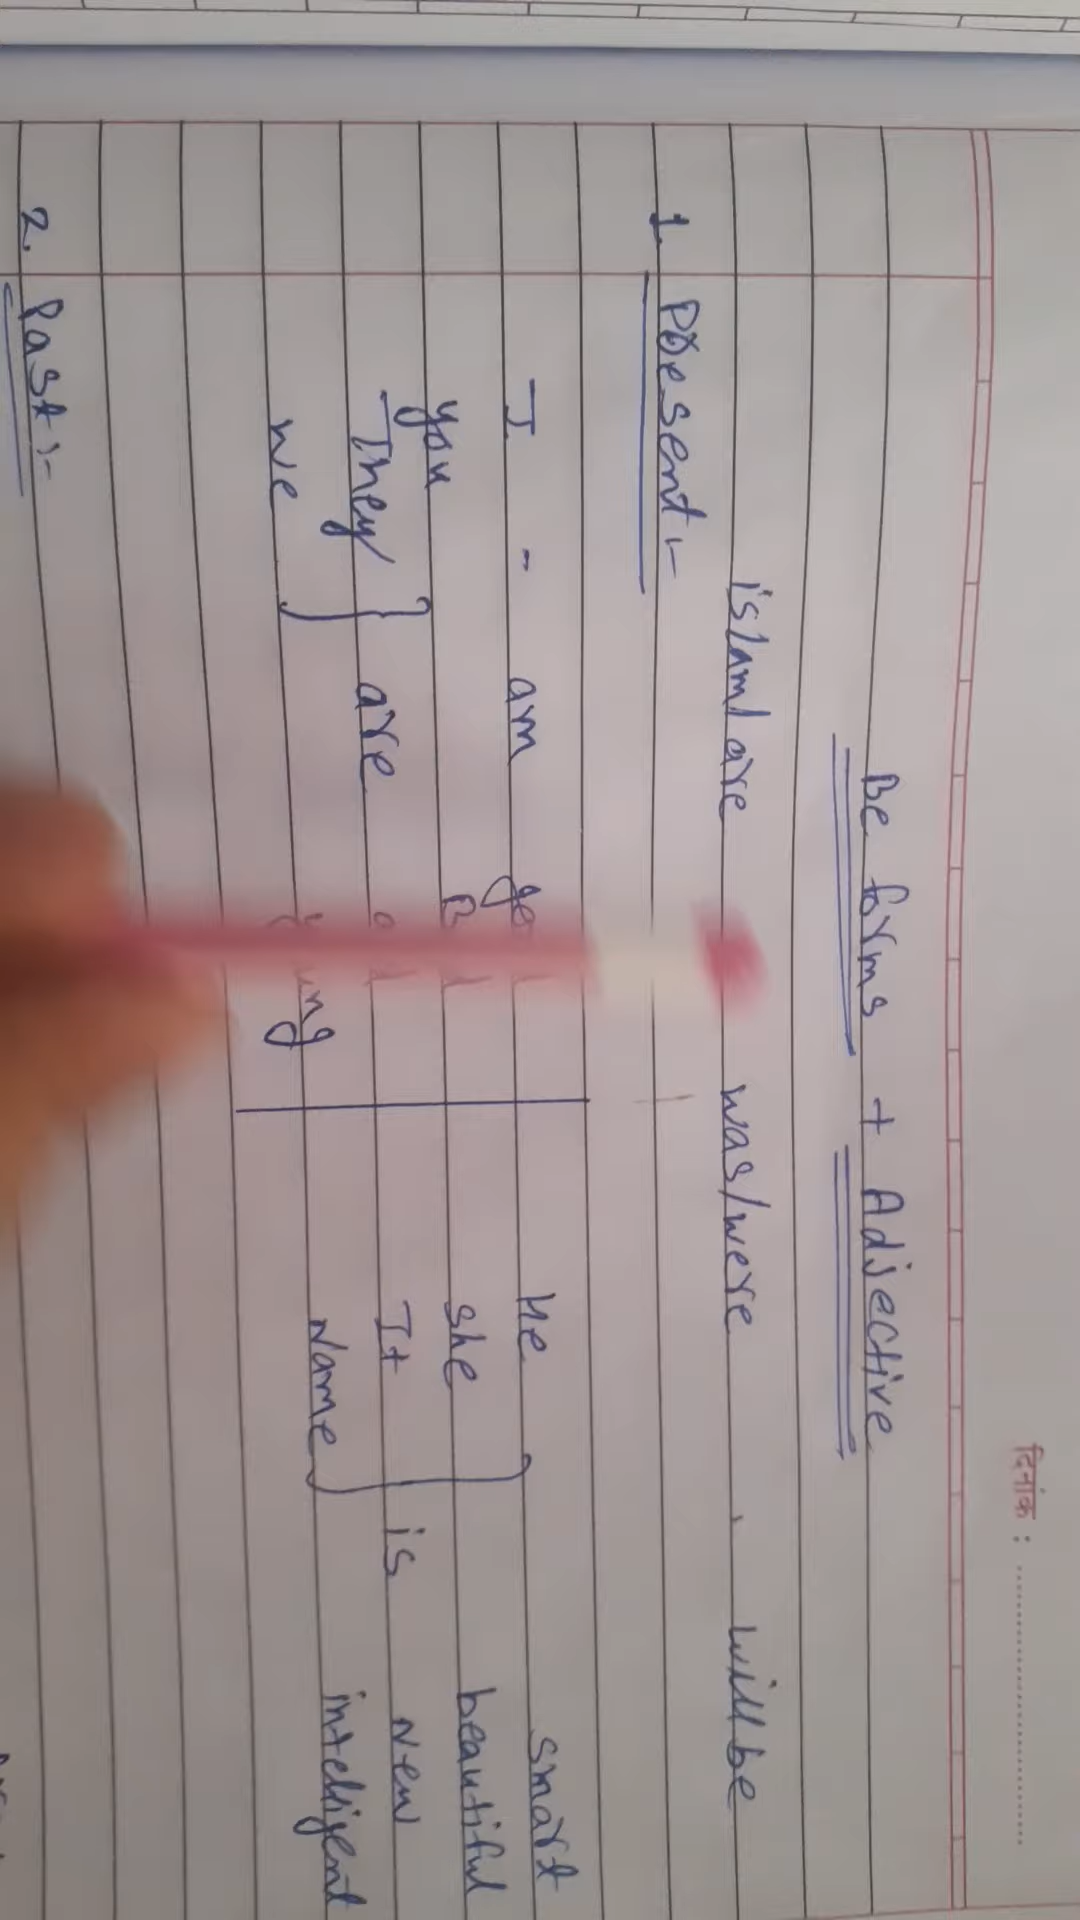 दिनांक :
Be forms + Adjective
is/am/are was/were , will be
1. Present :-
I - am He smart
you She beautiful
They } are It is New
we Name intelligent
2. Past :-